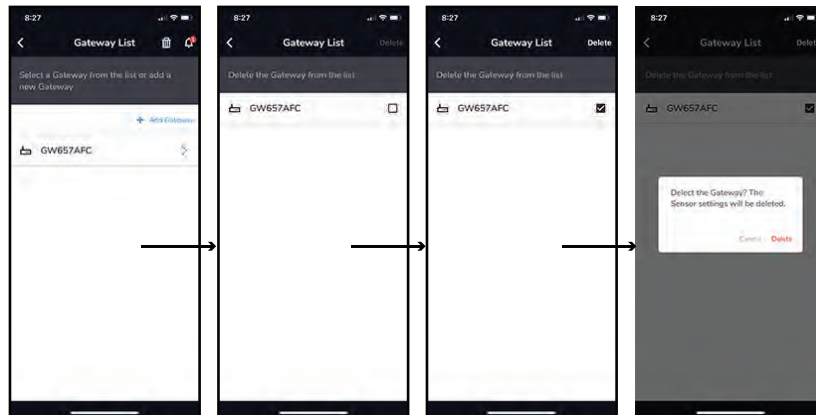 8:27
Gateway List
Select a Gateway from the list or add a
new Gateway
+ Add Gateway
GW657AFC
8:27
Gateway List Delete
Delete the Gateway from the list
GW657AFC
8:27
Gateway List Delete
Delete the Gateway from the list
GW657AFC
8:27
Gateway List Delet
Delete the Gateway from the list
GW657AFC
Delect the Gateway? The
Sensor settings will be deleted.
Cancel Delete